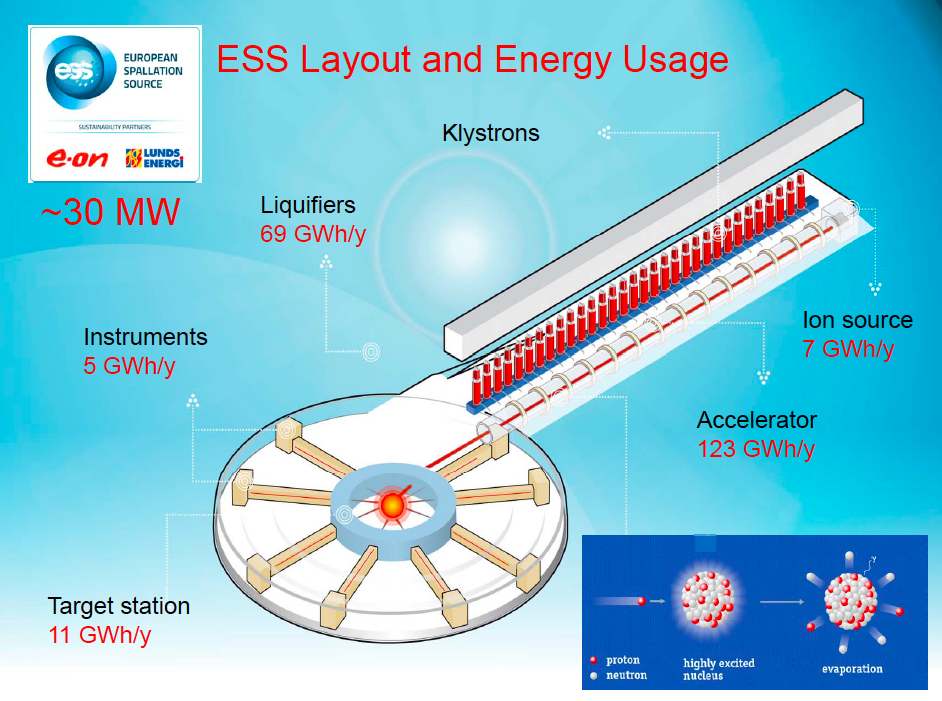 ESS Layout and Energy Usage
ess
EUROPEAN
SPALLATION
SOURCE
SUSTAINABILITY PARTNERS
e·on
LUNDS
ENERGI
~30 MW
Klystrons
Liquifiers
69 GWh/y
Instruments
5 GWh/y
Ion source
7 GWh/y
Accelerator
123 GWh/y
Target station
11 GWh/y
γ
proton
neutron
highly excited
nucleus
evaporation